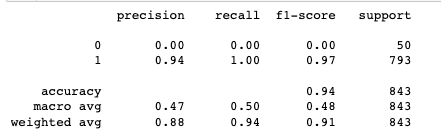 precision recall f1-score support
0 0.00 0.00 0.00 50
1 0.94 1.00 0.97 793
accuracy 0.94 843
macro avg 0.47 0.50 0.48 843
weighted avg 0.88 0.94 0.91 843